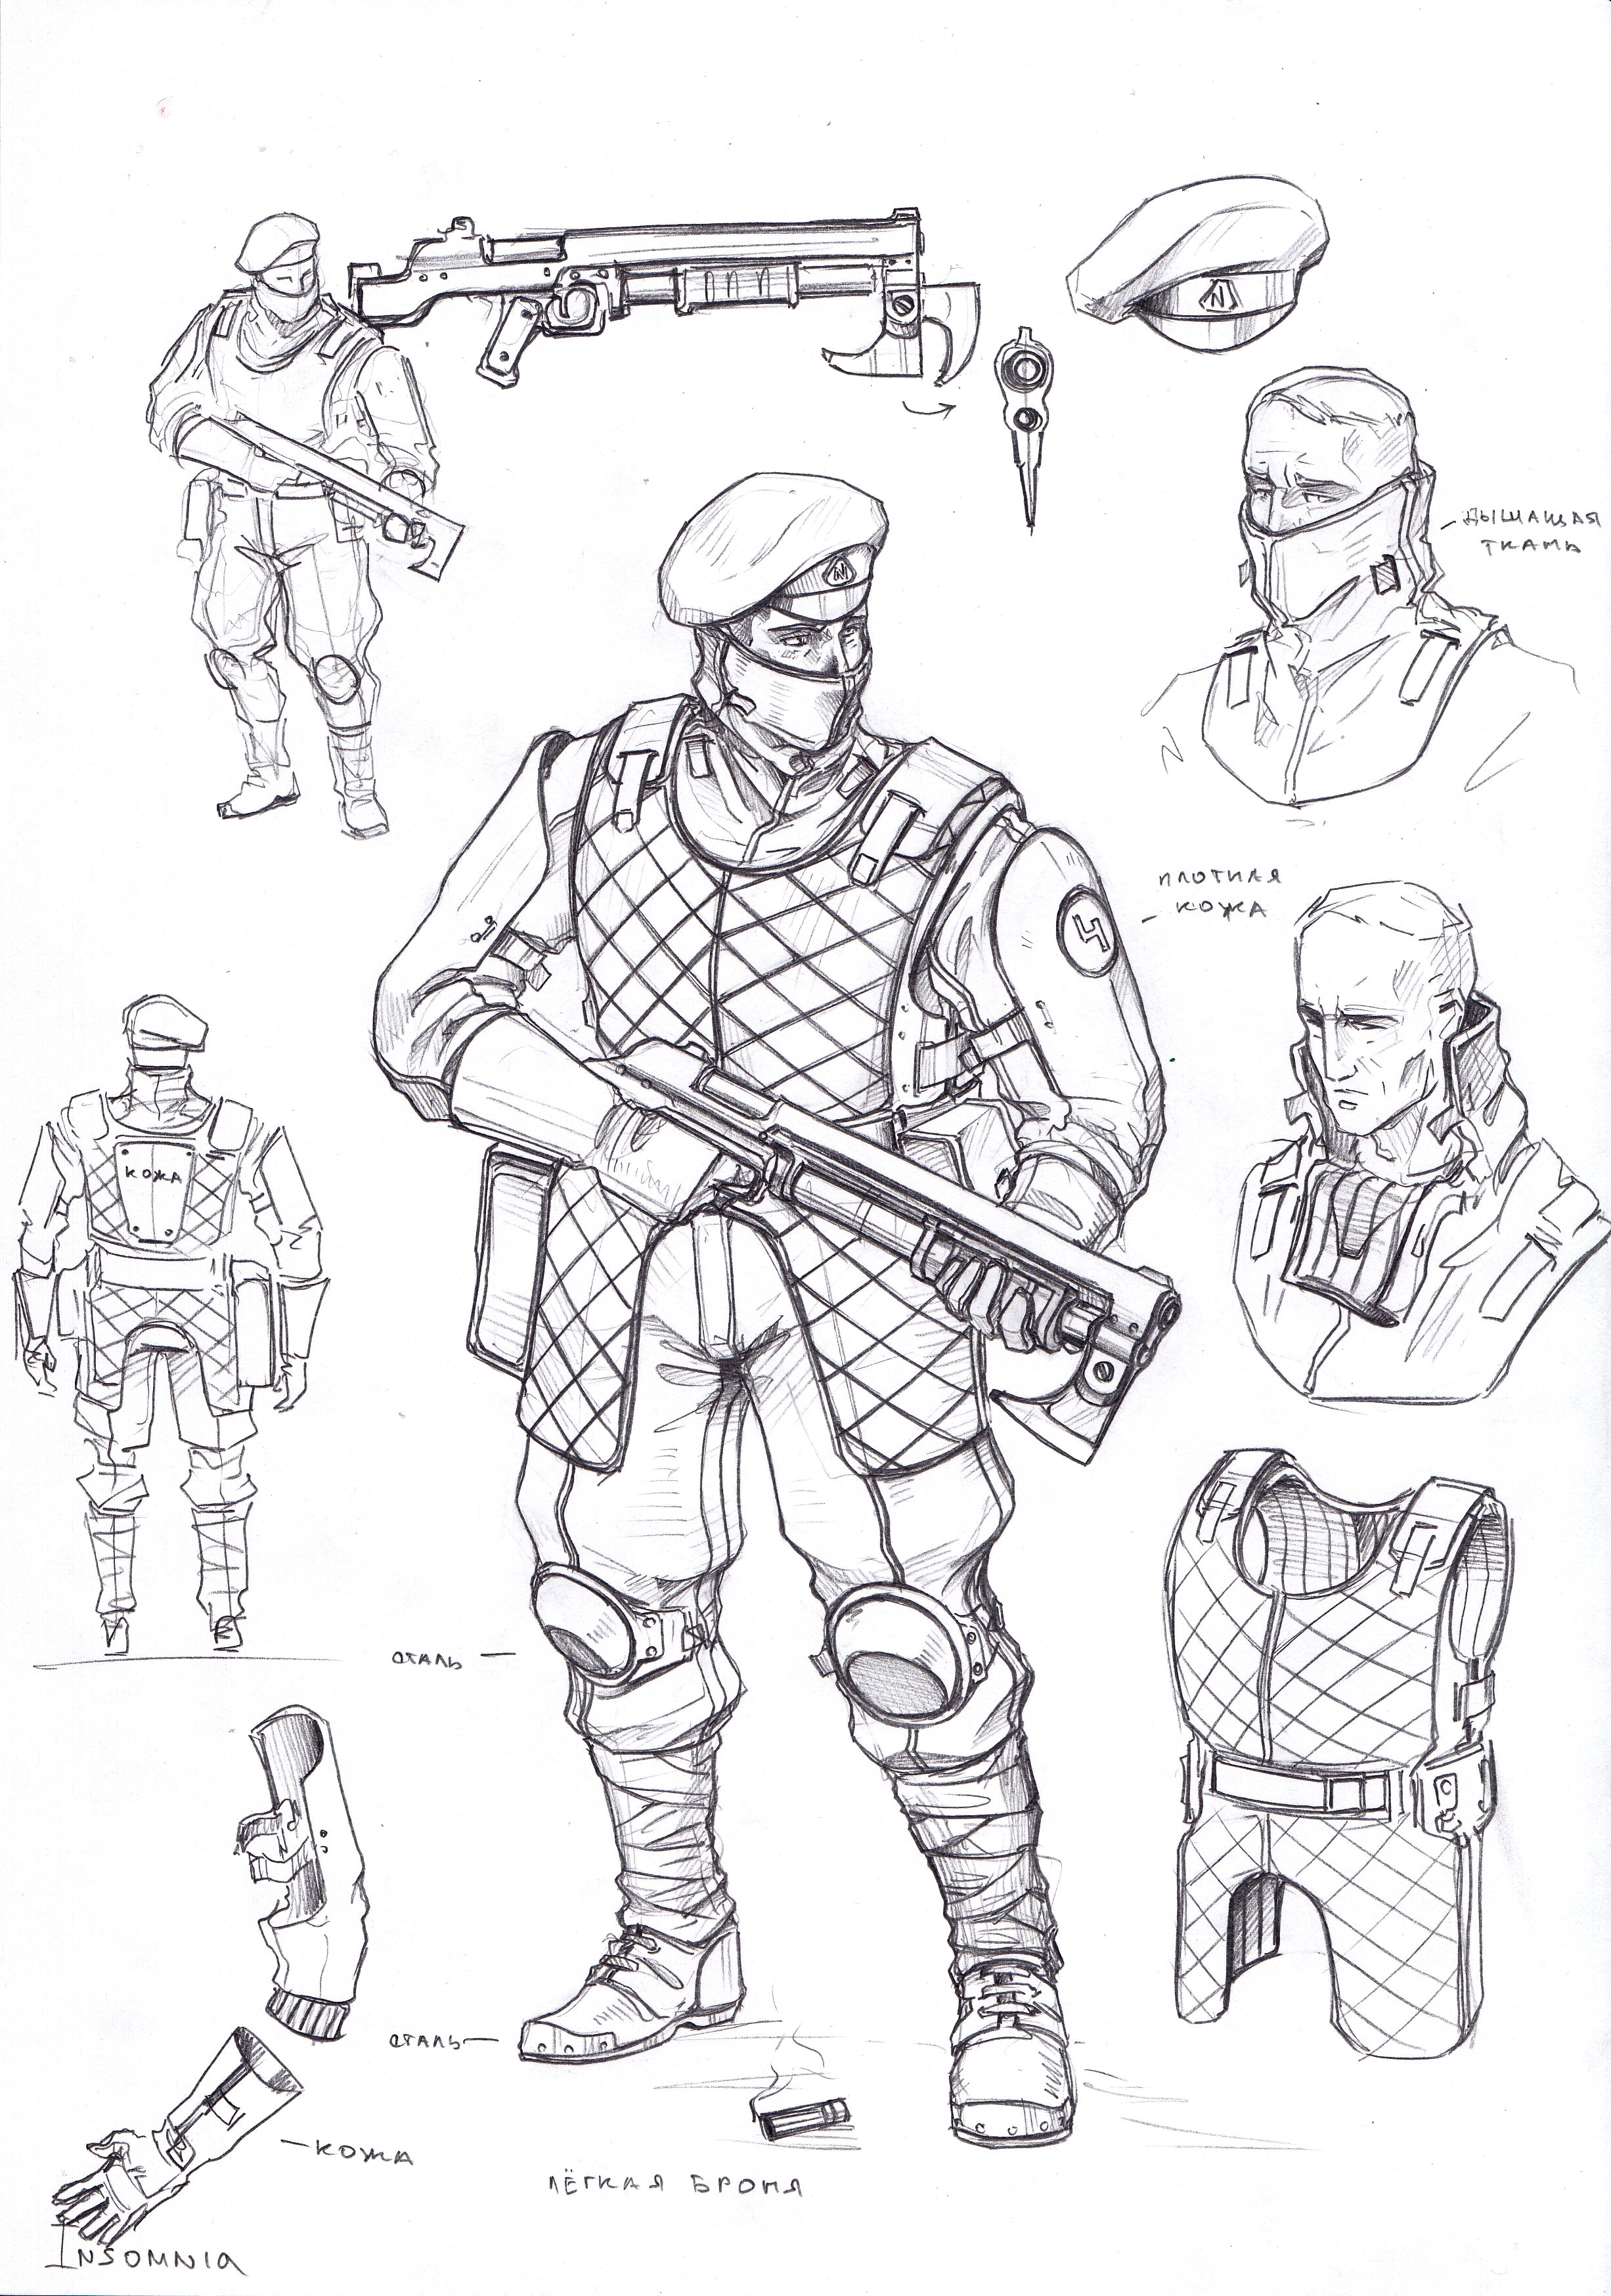 N
ДЫШАЩАЯ
ТКАНЬ
N
ПЛОТНАЯ
КОЖА
Ч
КОЖА
СТАЛЬ
СТАЛЬ
КОЖА
ЛЁГКАЯ БРОНЯ
INSOMNIA